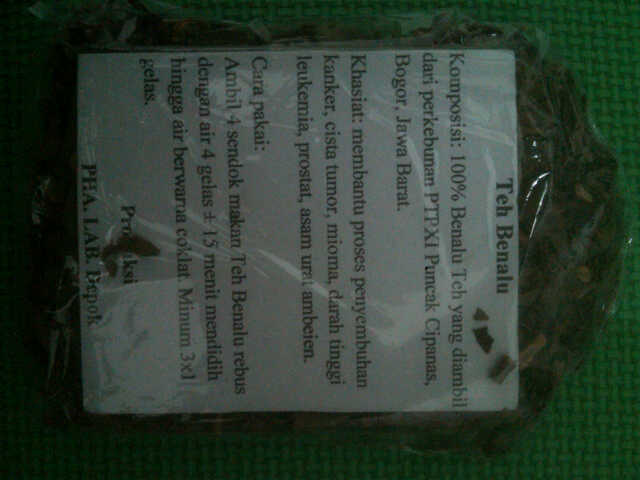 Teh Benalu
Komposisi: 100% Benalu Teh yang diambil
dari perkebunan PTPXI Puncak Cipanas,
Bogor, Jawa Barat.
Khasiat: membantu proses penyembuhan
kanker, cista tumor, mioma, darah tinggi
leukemia, prostat, asam urat ambeien.
Cara pakai:
Ambil 4 sendok makan Teh Benalu rebus
dengan air 4 gelas ± 15 menit mendidih
hingga air berwarna coklat. Minum 3x1
gelas.
PHA. LAB. Depok